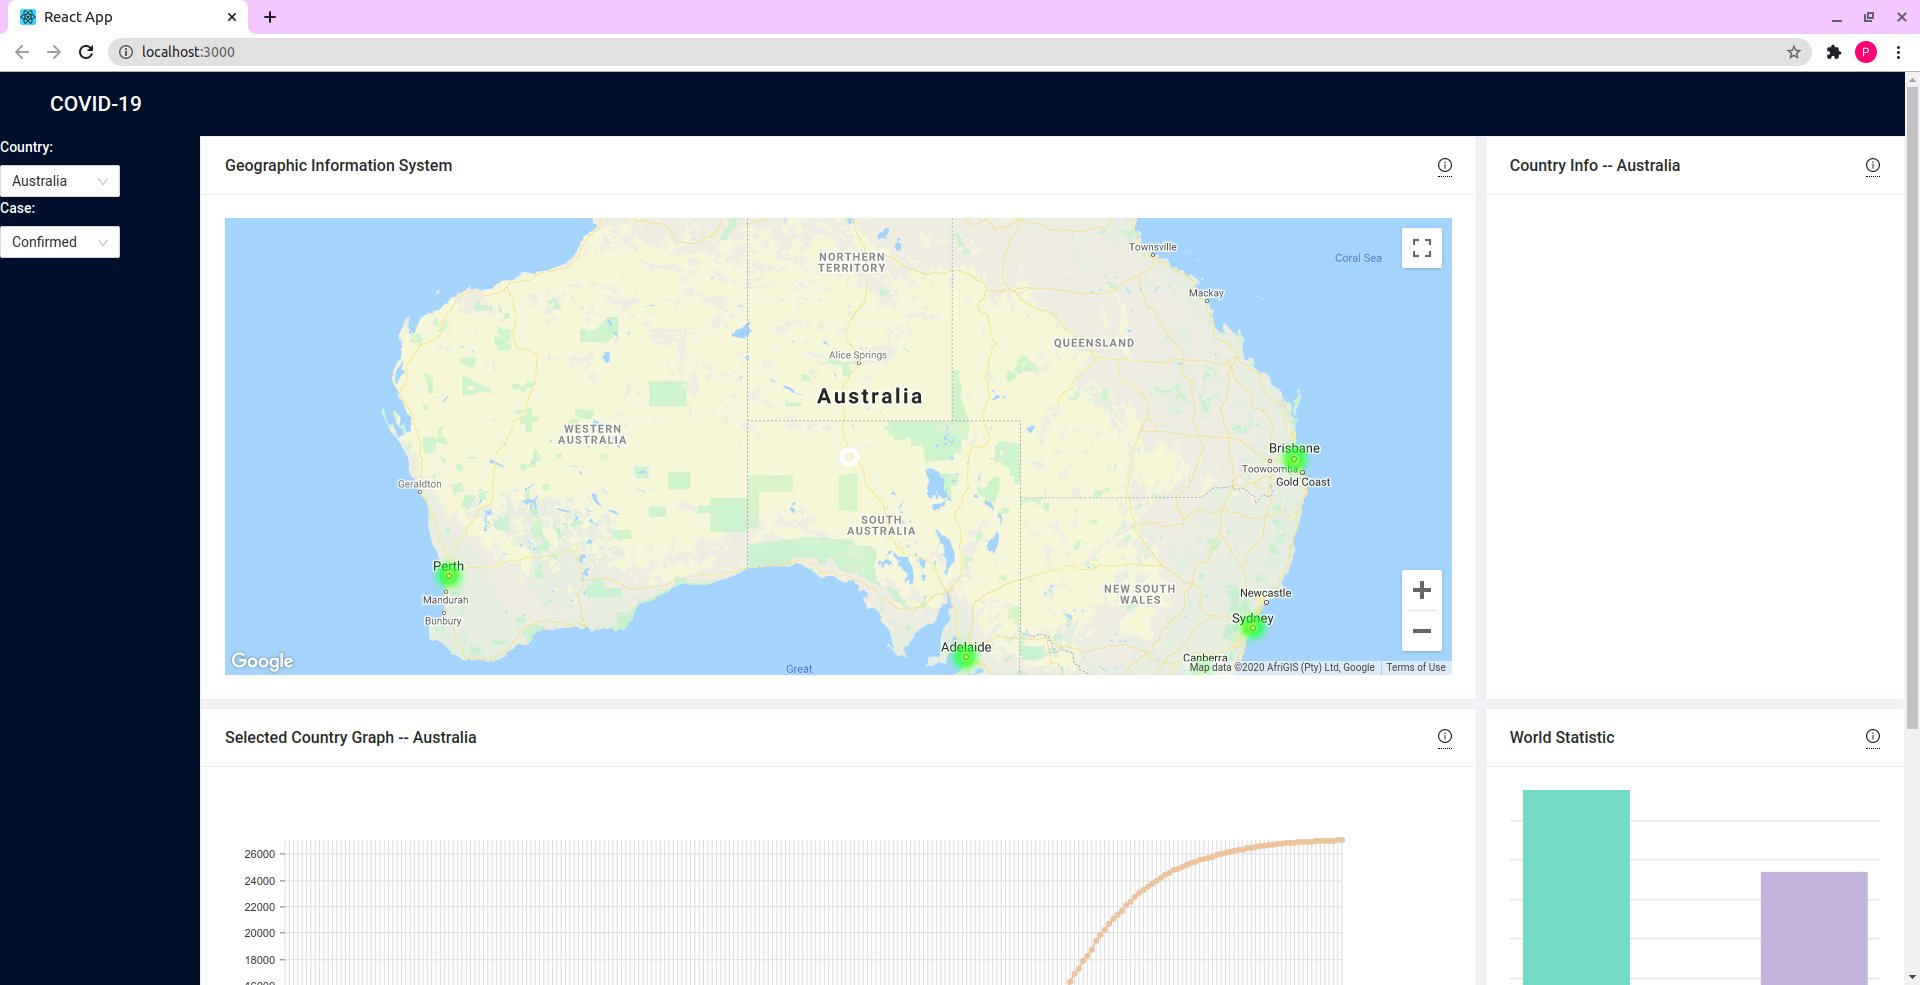 React App
localhost:3000
P
COVID-19
Country:
Australia
Case:
Confirmed
Geographic Information System
Townsville
Coral Sea
NORTHERN
TERRITORY
Mackay
QUEENSLAND
Alice Springs
Australia
WESTERN
AUSTRALIA
Brisbane
Toowoomba
Gold Coast
Geraldton
SOUTH
AUSTRALIA
Perth
Mandurah
Bunbury
NEW SOUTH
WALES
Newcastle
Sydney
Adelaide
Canberra
Great
Google
Map data ©2020 AfriGIS (Pty) Ltd, Google
Terms of Use
Country Info -- Australia
Selected Country Graph -- Australia
26000
24000
22000
20000
18000
16000
World Statistic